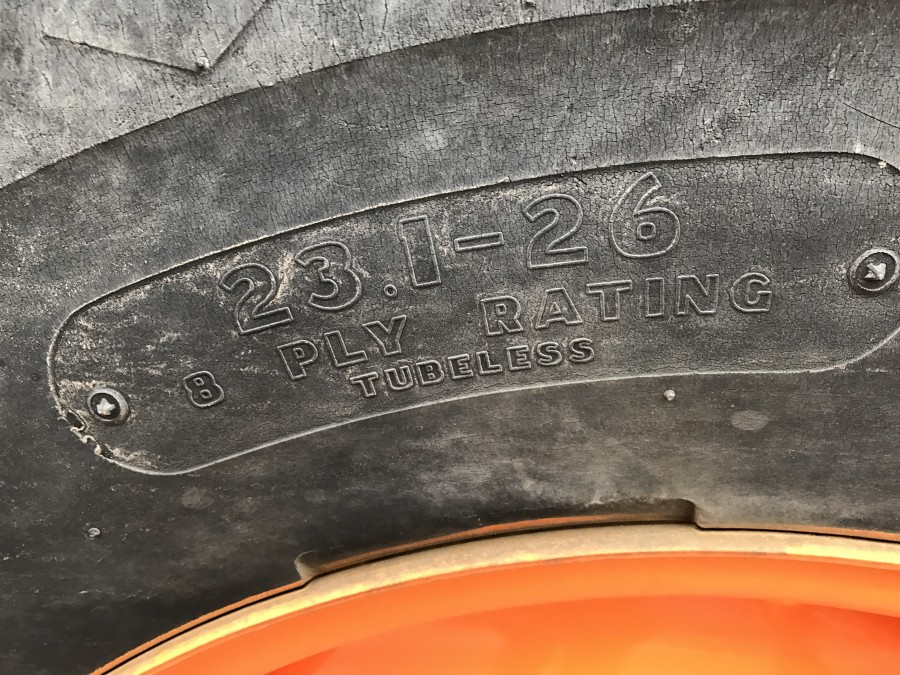 23.1-26
8 PLY RATING
TUBELESS